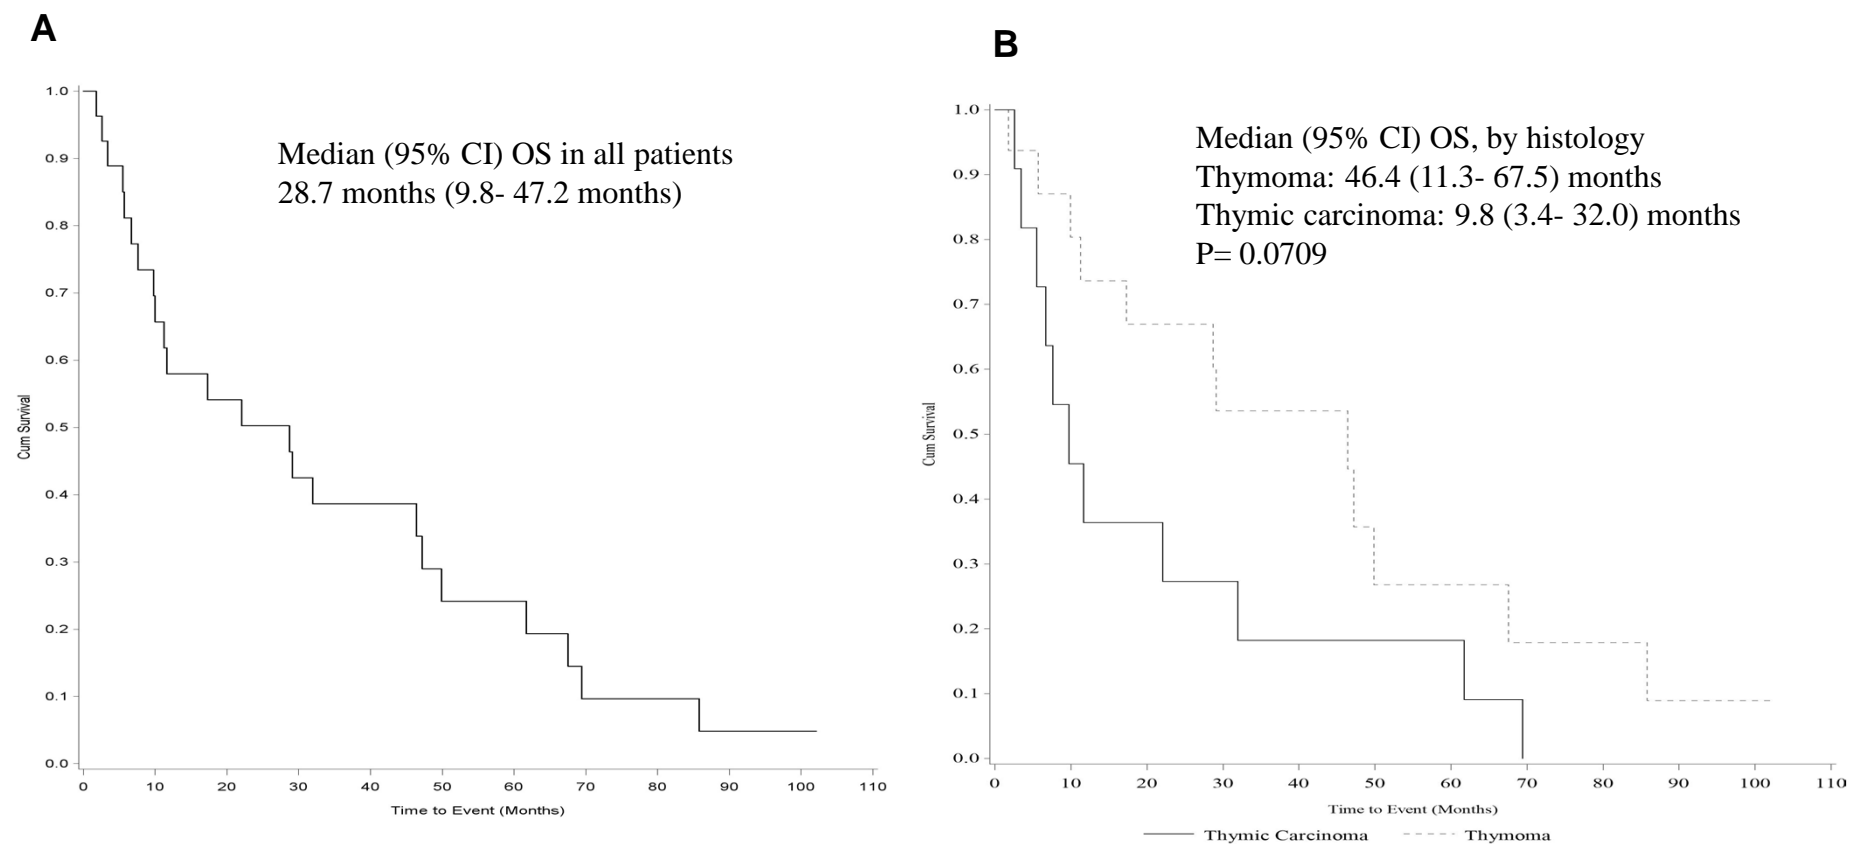 A
1.0
0.9
0.8
0.7
0.6
0.5
0.4
0.3
0.2
0.1
0.0
Cum Survival
Median (95% CI) OS in all patients
28.7 months (9.8- 47.2 months)
0 10 20 30 40 50 60 70 80 90 100 110
Time to Event (Months)
B
1.0
0.9
0.8
0.7
0.6
0.5
0.4
0.3
0.2
0.1
0.0
Cum Survival
Median (95% CI) OS, by histology
Thymoma: 46.4 (11.3- 67.5) months
Thymic carcinoma: 9.8 (3.4- 32.0) months
P= 0.0709
0 10 20 30 40 50 60 70 80 90 100 110
Time to Event (Months)
Thymic Carcinoma Thymoma